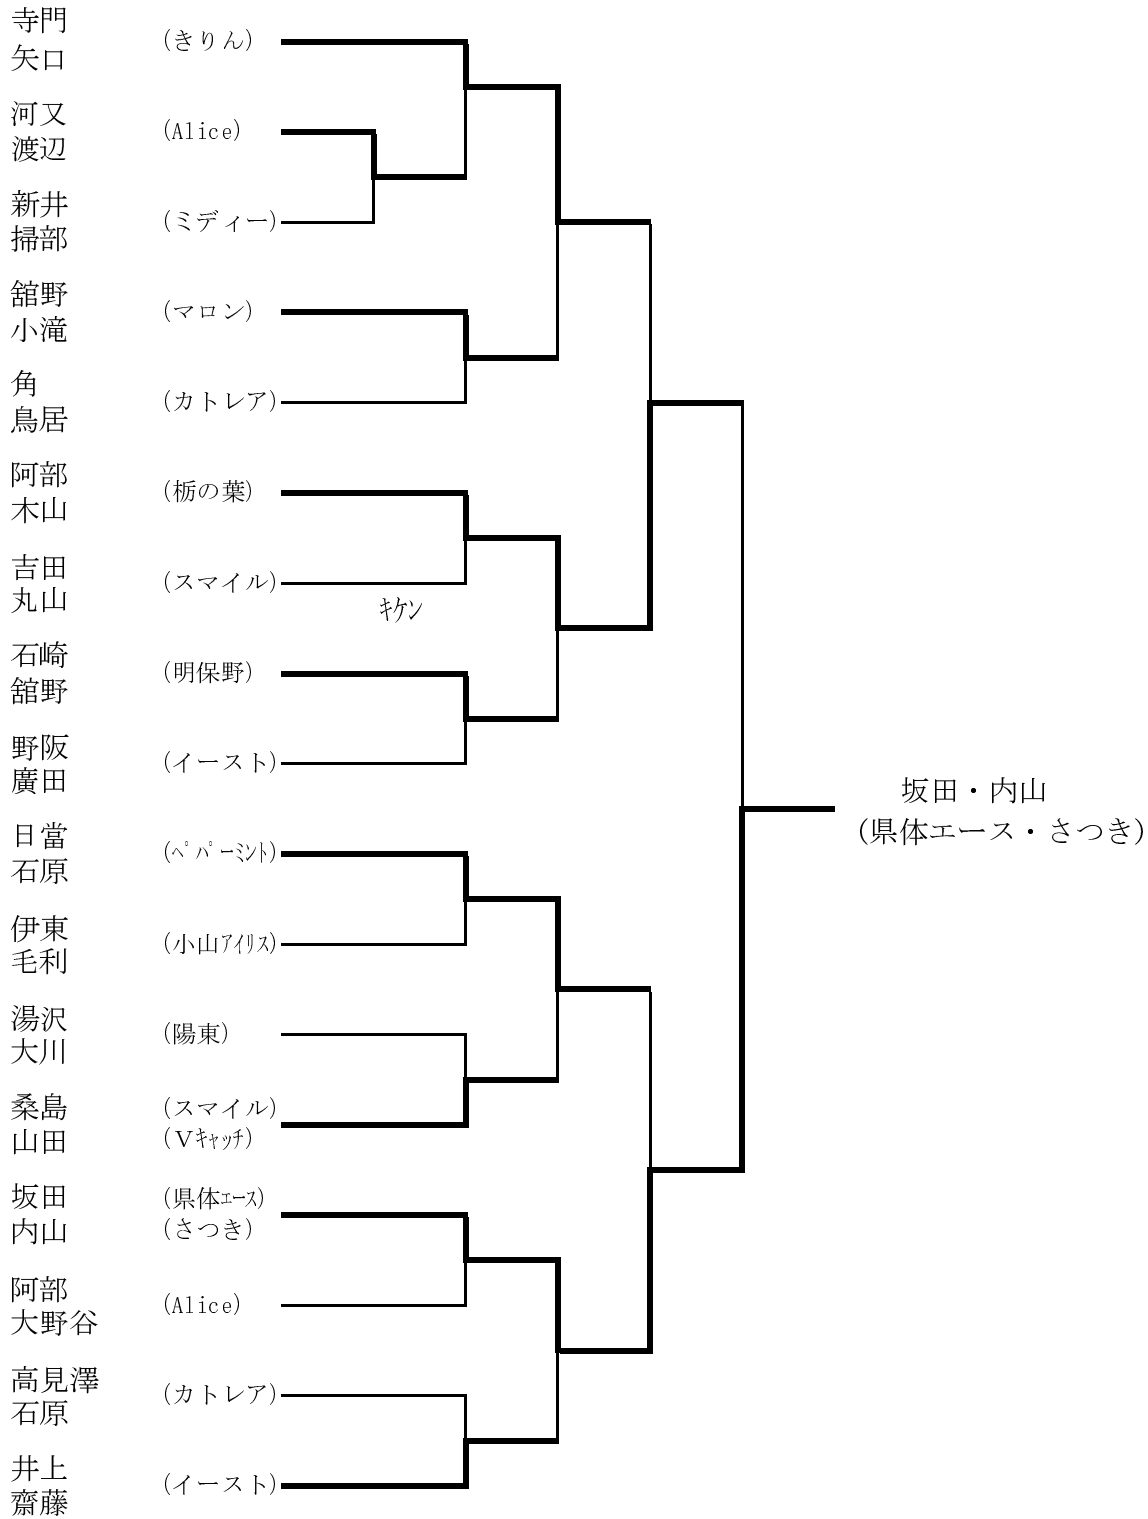 寺門 (きりん)
矢口
河又 (Alice)
渡辺
新井 (ミディー)
掃部
舘野 (マロン)
小滝
角 (カトレア)
鳥居
阿部 (栃の葉)
木山
吉田 (スマイル)
丸山
ｷｹﾝ
石崎 (明保野)
舘野
野阪 (イースト)
廣田
坂田・内山
(県体エース・さつき)
日當 (ﾍﾟﾊﾟｰﾐﾝﾄ)
石原
伊東 (小山ｱｲﾘｽ)
毛利
湯沢 (陽東)
大川
桑島 (スマイル)
山田 (Ｖｷｬｯﾁ)
坂田 (県体ｴｰｽ)
内山 (さつき)
阿部 (Alice)
大野谷
高見澤 (カトレア)
石原
井上 (イースト)
齋藤